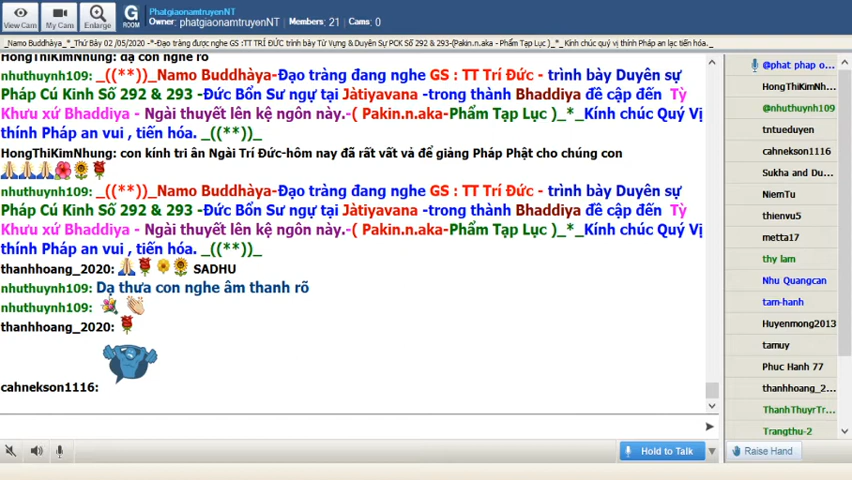 View Cam
My Cam
Enlarge
G
ROOM
PhatgiaonamtruyenNT
Owner: phatgiaonamtruyenNT Members: 21 Cams: 0
_Namo Buddhàya_*_Thứ Bảy 02 /05/2020 -*-Đạo tràng được nghe GS :TT TRÍ ĐỨC trình bày Từ Vựng & Duyên Sự PCK Số 292 & 293-(Pakin.n.aka - Phẩm Tạp Lục )_*_ Kính chúc quý vị thính Pháp an lạc tiến hóa._
HongThiKimNhung: dạ con nghe rõ
nhuthuynh109: _((**))_Namo Buddhàya-Đạo tràng đang nghe GS : TT Trí Đức - trình bày Duyên sự
Pháp Cú Kinh Số 292 & 293 -Đức Bổn Sư ngự tại Jàtiyavana -trong thành Bhaddiya đề cập đến Tỳ
Khưu xứ Bhaddiya - Ngài thuyết lên kệ ngôn này.-( Pakin.n.aka-Phẩm Tạp Lục )_*_Kính chúc Quý Vị
thính Pháp an vui , tiến hóa. _((**))_
HongThiKimNhung: con kính tri ân Ngài Trí Đức-hôm nay đã rất vất vả để giảng Pháp Phật cho chúng con
nhuthuynh109: _((**))_Namo Buddhàya-Đạo tràng đang nghe GS : TT Trí Đức - trình bày Duyên sự
Pháp Cú Kinh Số 292 & 293 -Đức Bổn Sư ngự tại Jàtiyavana -trong thành Bhaddiya đề cập đến Tỳ
Khưu xứ Bhaddiya - Ngài thuyết lên kệ ngôn này.-( Pakin.n.aka-Phẩm Tạp Lục )_*_Kính chúc Quý Vị
thính Pháp an vui , tiến hóa. _((**))_
thanhhoang_2020: SADHU
nhuthuynh109: Dạ thưa con nghe âm thanh rõ
nhuthuynh109:
thanhhoang_2020:
cahnekson1116:
Hold to Talk
@phat phap o...
HongThiKimNh...
@nhuthuynh109
tntueduyen
cahnekson1116
Sukha and Du...
NiemTu
thienvu5
metta17
thy lam
Nhu Quangcan
tam-hanh
Huyenmong2013
tamuy
Phuc Hanh 77
thanhhoang_2...
ThanhThuyrTr...
Trangthu-2
Raise Hand